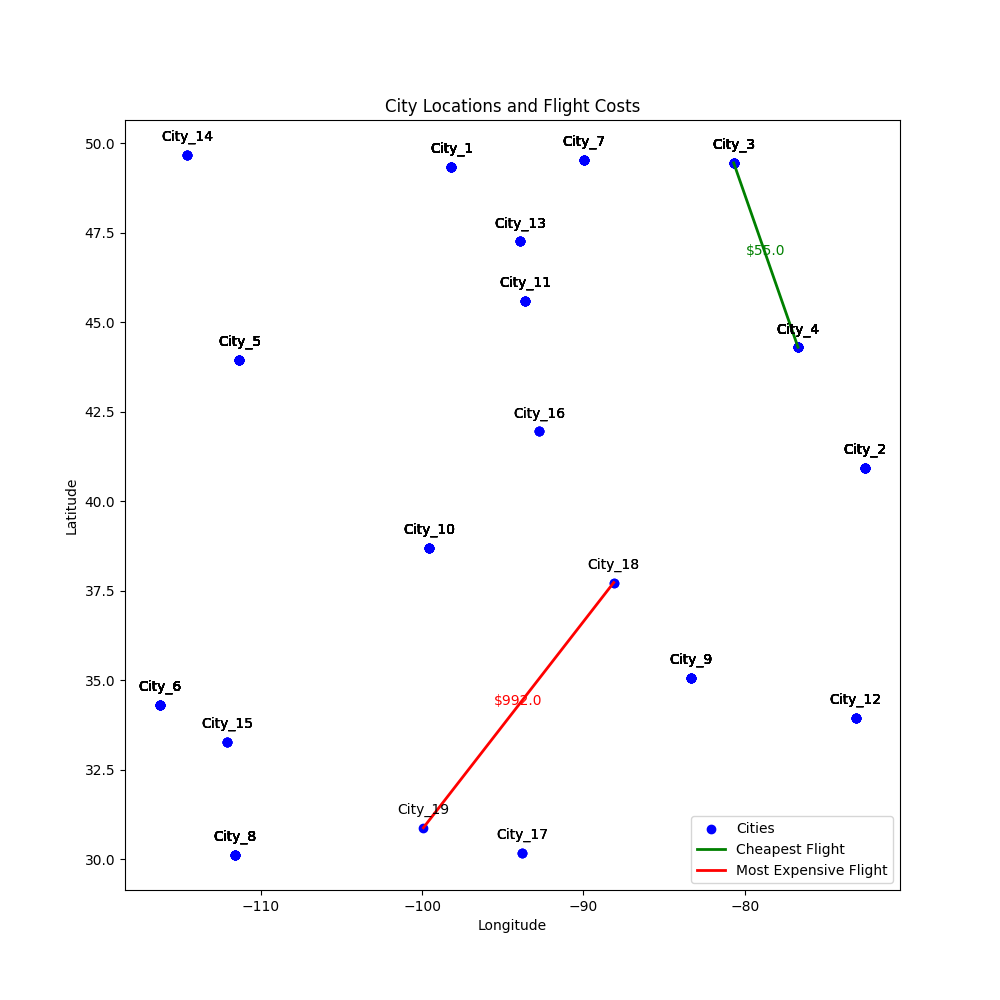 City Locations and Flight Costs
City_14
City_1
City_7
City_3
City_13
City_11
City_5
City_4
City_16
City_2
City_10
City_18
City_6
City_15
City_9
City_12
City_19
City_17
City_8
$55.0
$992.0
50.0
47.5
45.0
42.5
40.0
37.5
35.0
32.5
30.0
Latitude
−110
−100
−90
−80
Longitude
Cities
Cheapest Flight
Most Expensive Flight